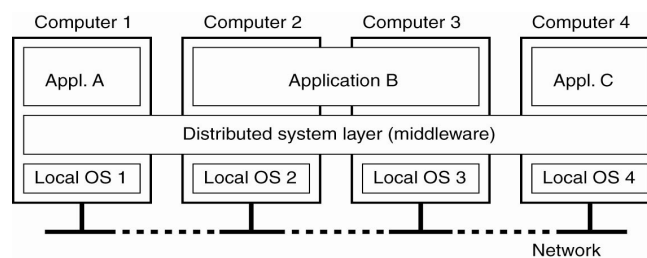 Computer 1 Computer 2 Computer 3 Computer 4
Appl. A Application B Appl. C
Distributed system layer (middleware)
Local OS 1 Local OS 2 Local OS 3 Local OS 4
Network